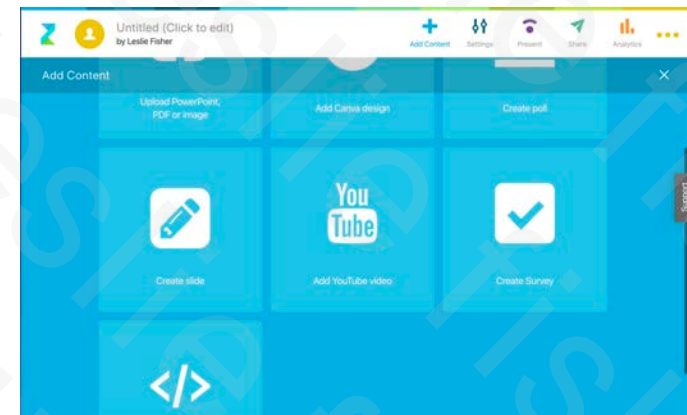 Untitled (Click to edit)
by Leslie Fisher
Add Content
Settings
Present
Share
Analytics
Add Content
Upload PowerPoint,
PDF or image
Add Canva design
Create poll
Support
Create slide
You
Tube
Add YouTube video
Create Survey
</>